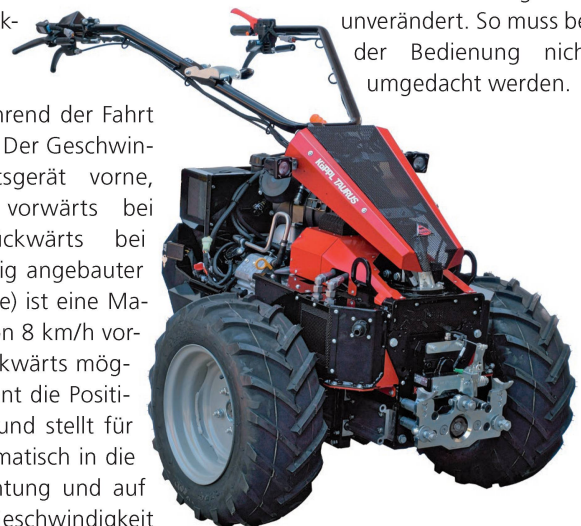 k-
unverändert. So muss be
der Bedienung nich
umgedacht werden.
hrend der Fahrt
Der Geschwin-
tsgerät vorne,
vorwärts bei
uckwärts bei
ig angebauter
e) ist eine Ma-
on 8 km/h vor-
kwärts mög-
nt die Positi-
und stellt für
matisch in die
htung und auf
eschwindigkeit
KÖPPL TAURUS